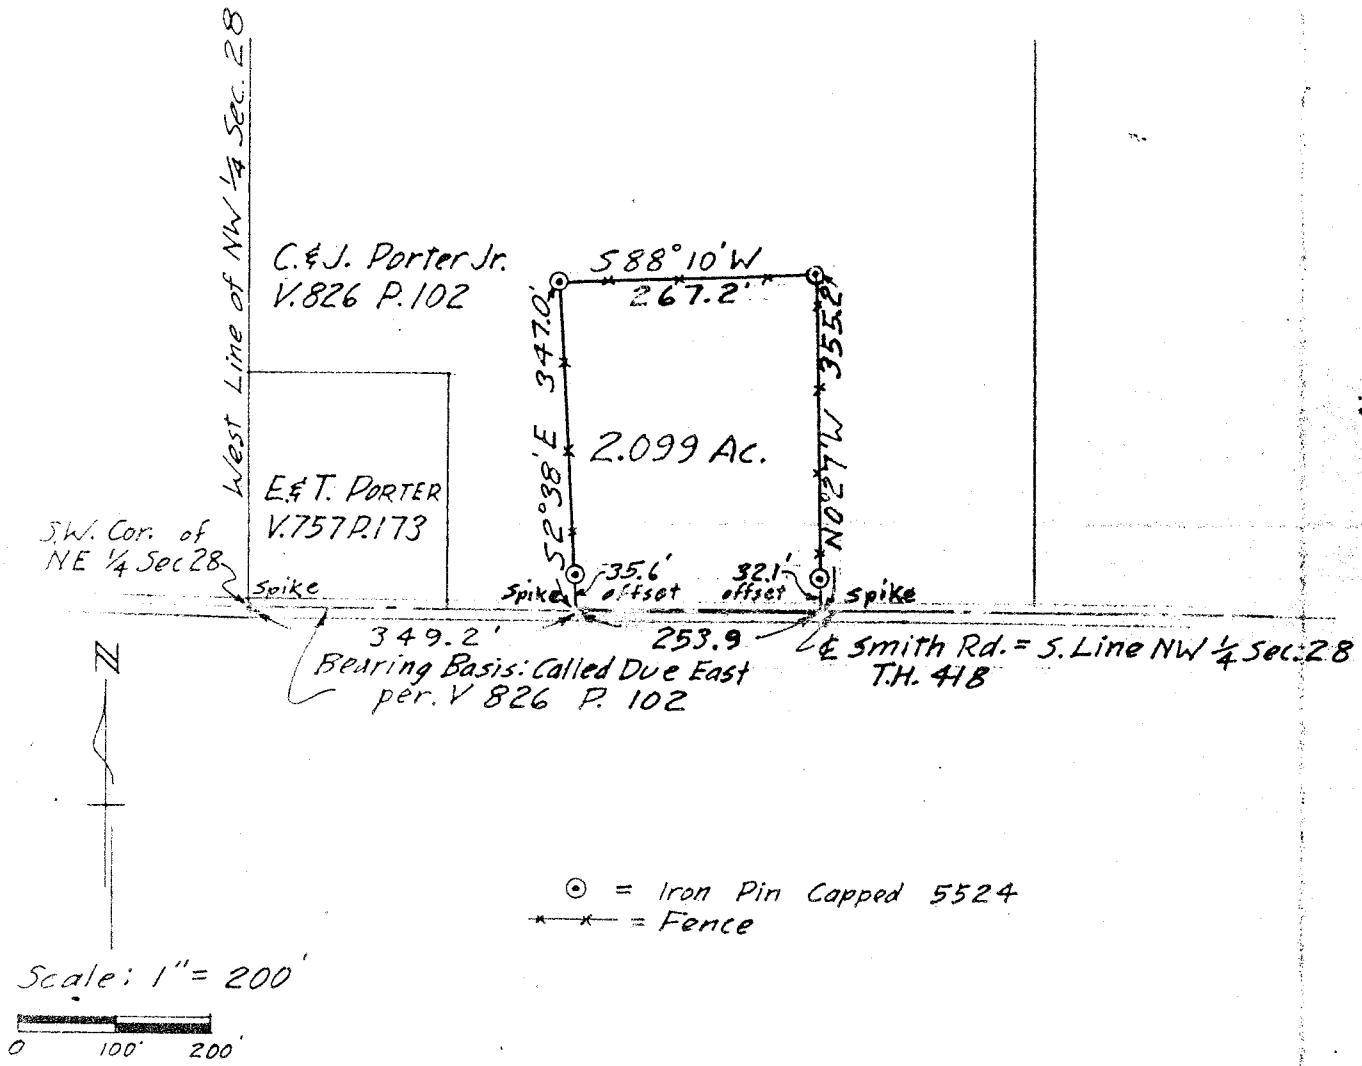 West Line of NW 1/4 Sec. 28
C. & J. Porter Jr.
V. 826 P. 102
S 88° 10' W
267.2'
S2° 38' E 347.0'
N0° 27' W 355.2'
2.099 Ac.
E. & T. PORTER
V. 757 P. 173
S.W. Cor. of
NE 1/4 Sec 28
spike
spike
35.6'
offset
32.1'
offset
spike
349.2'
253.9
Bearing Basis: Called Due East
per. V 826 P. 102
℄ Smith Rd. = S. Line NW 1/4 Sec. 28
T.H. 41B
N
⊙ = Iron Pin Capped 5524
x x = Fence
Scale: 1" = 200'
0 100' 200'